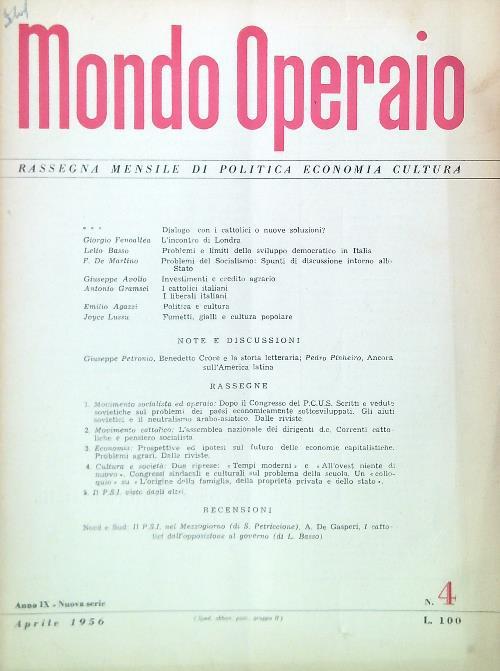 Mondo Operaio
RASSEGNA MENSILE DI POLITICA ECONOMIA CULTURA
* * * Dialogo con i cattolici o nuove soluzioni?
Giorgio Fenoaltea L'incontro di Londra
Lelio Basso Problemi e limiti dello sviluppo democratico in Italia
F. De Martino Problemi del Socialismo: Spunti di discussione intorno allo
Stato
Giuseppe Avolio Investimenti e credito agrario
Antonio Gramsci I cattolici italiani
I liberali italiani
Emilio Agazzi Politica e cultura
Joyce Lussu Fumetti, gialli e cultura popolare
NOTE E DISCUSSIONI
Giuseppe Petronio, Benedetto Croce e la storia letteraria; Pedro Pinheiro, Ancora
sull'América latina
RASSEGNE
1. Movimento socialista ed operaio: Dopo il Congresso del P.C.U.S. Scritti e vedute
sovietiche sui problemi dei paesi economicamente sottosviluppati. Gli aiuti
sovietici e il neutralismo arabo-asiatico. Dalle riviste.
2. Movimento cattolico: L'assemblea nazionale dei dirigenti d.c. Correnti catto-
liche e pensiero socialista.
3. Economia: Prospettive ed ipotesi sul futuro delle economie capitalistiche.
Problemi agrari. Dalle riviste.
4. Cultura e società: Due riprese: « Tempi moderni » e « All'ovest niente di
nuovo ». Congressi sindacali e culturali sul problema della scuola. Un « collo-
quio » su « L'origine della famiglia, della proprietà privata e dello stato ».
5. Il P.S.I. visto dagli altri.
RECENSIONI
Nord e Sud: Il P.S.I. nel Mezzogiorno (di S. Petriccione), A. De Gasperi, I catto-
lici dall'opposizione al governo (di L. Basso)
Anno IX - Nuova serie N. 4
Aprile 1956 (Sped. abbon. post. gruppo II) L. 100